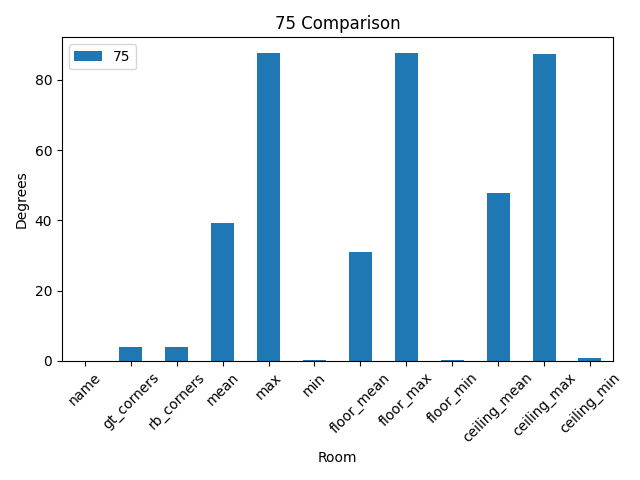 75 Comparison
75
Degrees
80
60
40
20
0
name
gt_corners
rb_corners
mean
max
min
floor_mean
floor_max
floor_min
ceiling_mean
ceiling_max
ceiling_min
Room